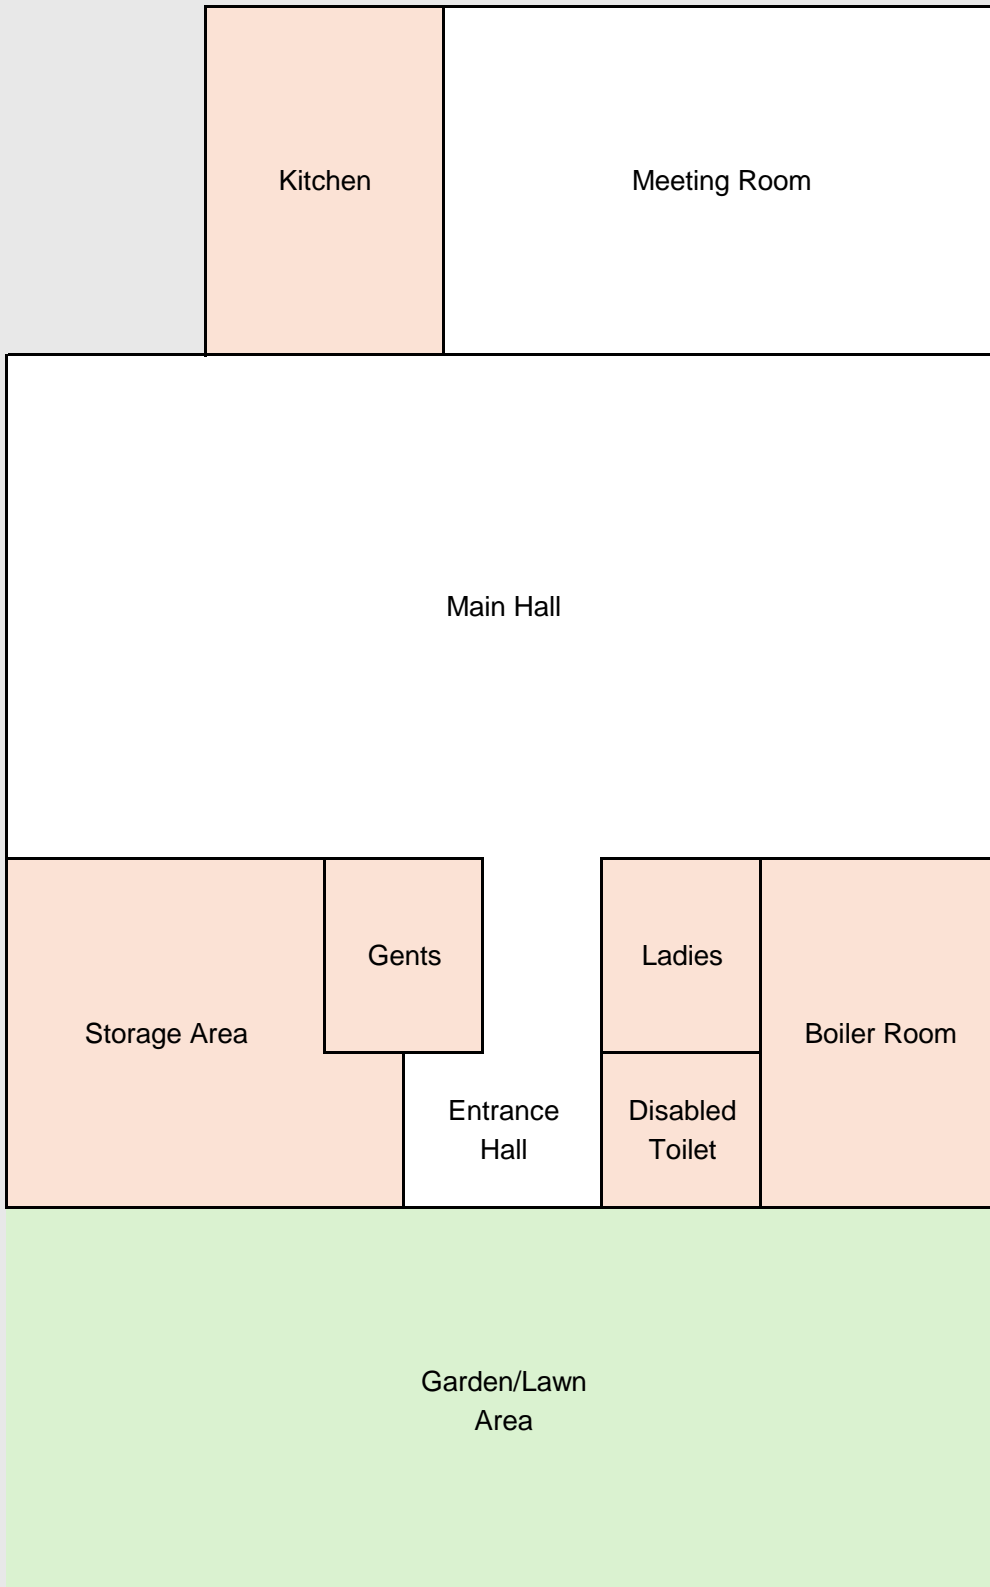 Kitchen
Meeting Room
Main Hall
Gents
Ladies
Storage Area
Boiler Room
Entrance
Hall
Disabled
Toilet
Garden/Lawn
Area